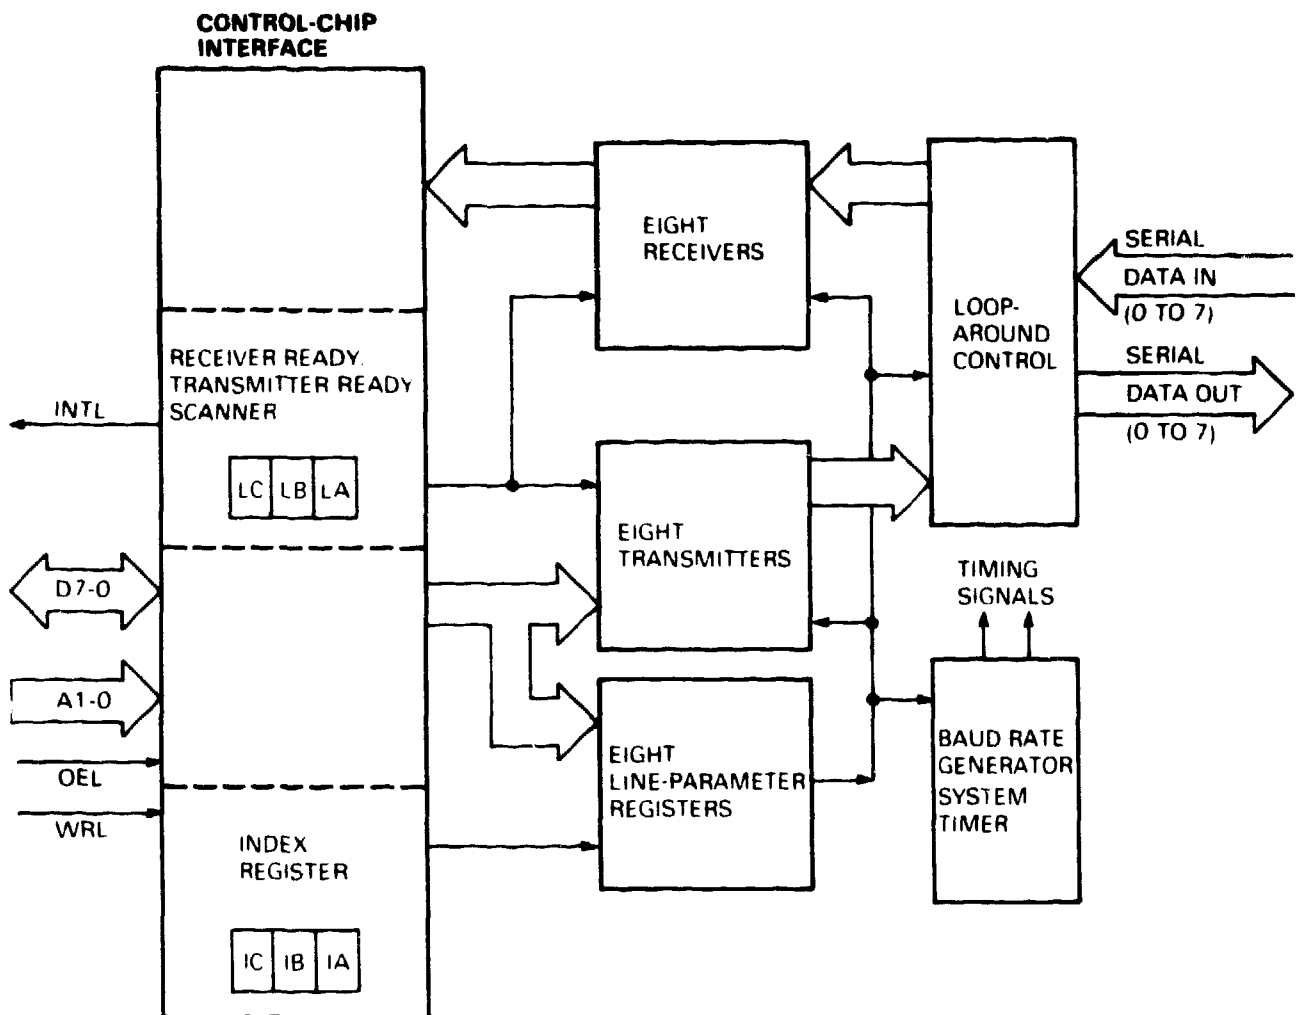 CONTROL-CHIP
INTERFACE
EIGHT
RECEIVERS
SERIAL
DATA IN
(0 TO 7)
LOOP-
AROUND
CONTROL
SERIAL
DATA OUT
(0 TO 7)
RECEIVER READY.
TRANSMITTER READY
SCANNER
INTL
LC LB LA
EIGHT
TRANSMITTERS
TIMING
SIGNALS
D7-0
A1-0
OEL
WRL
EIGHT
LINE-PARAMETER
REGISTERS
BAUD RATE
GENERATOR
SYSTEM
TIMER
INDEX
REGISTER
IC IB IA